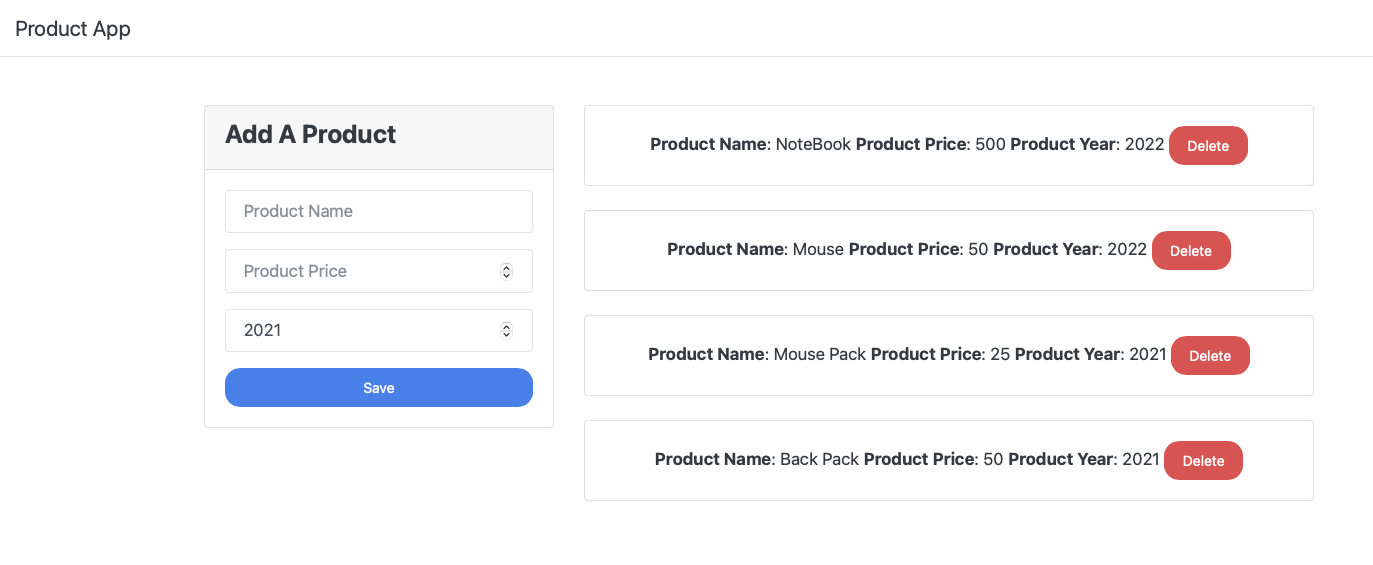 Product App
Add A Product
Product Name
Product Price
2021
Save
Product Name: NoteBook Product Price: 500 Product Year: 2022 Delete
Product Name: Mouse Product Price: 50 Product Year: 2022 Delete
Product Name: Mouse Pack Product Price: 25 Product Year: 2021 Delete
Product Name: Back Pack Product Price: 50 Product Year: 2021 Delete